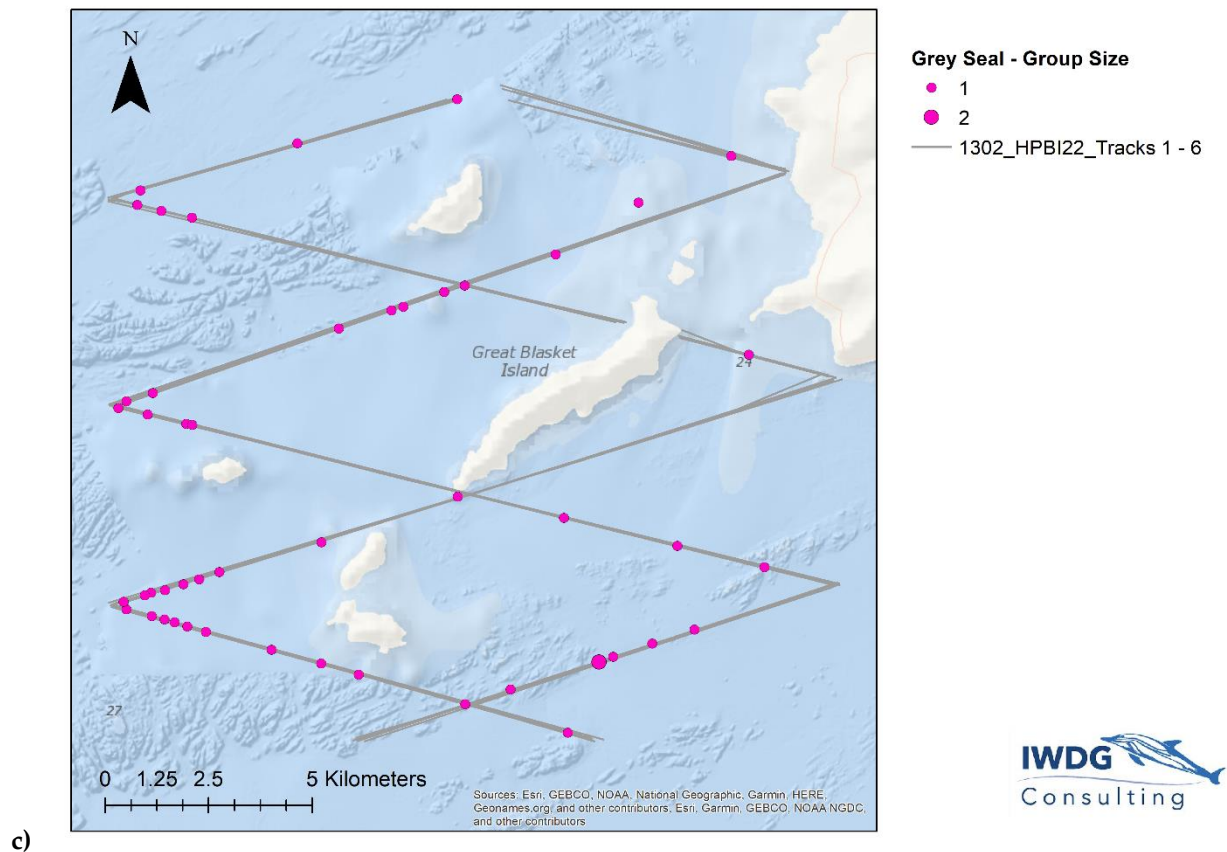 N
Great Blasket
Island
24
27
0 1.25 2.5 5 Kilometers
Sources: Esri, GEBCO, NOAA, National Geographic, Garmin, HERE,
Geonames.org, and other contributors, Esri, Garmin, GEBCO, NOAA NGDC,
and other contributors
Grey Seal - Group Size
1
2
1302_HPBI22_Tracks 1 - 6
IWDG
Consulting
c)